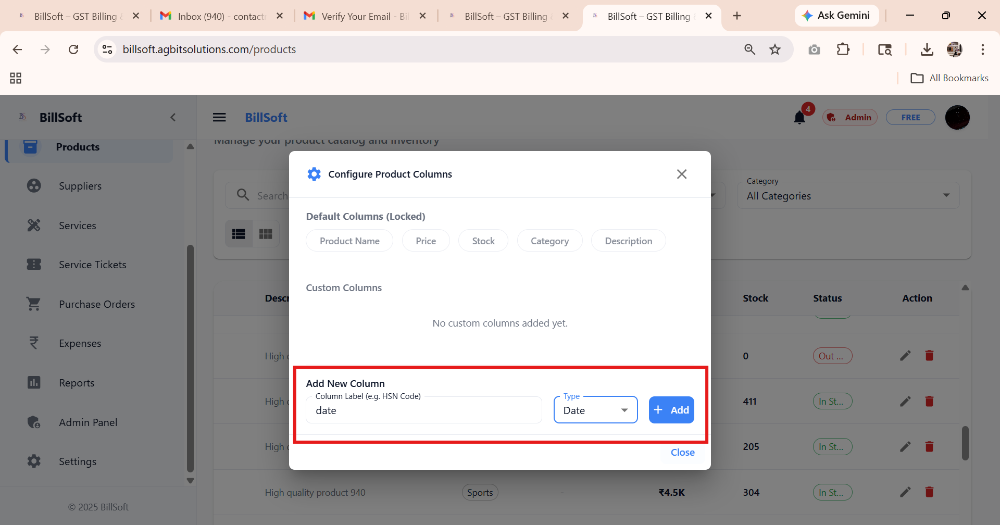 BillSoft – GST Billing &
Inbox (940) - contact
Verify Your Email - Bil
BillSoft – GST Billing
BillSoft – GST Billing
Ask Gemini
billsoft.agbitsolutions.com/products
All Bookmarks
BillSoft
BillSoft
4
Admin
FREE
Manage your product catalog and inventory
Products
Suppliers
Services
Service Tickets
Purchase Orders
Expenses
Reports
Admin Panel
Settings
© 2025 BillSoft
Search
Category
All Categories
Configure Product Columns
Default Columns (Locked)
Product Name Price Stock Category Description
Custom Columns
No custom columns added yet.
Add New Column
Column Label (e.g. HSN Code)
date
Type
Date
+ Add
Close
Descr Stock Status Action
High 0 Out ...
High 411 In St...
High 205 In St...
High quality product 940 Sports - ₹4.5K 304 In St...